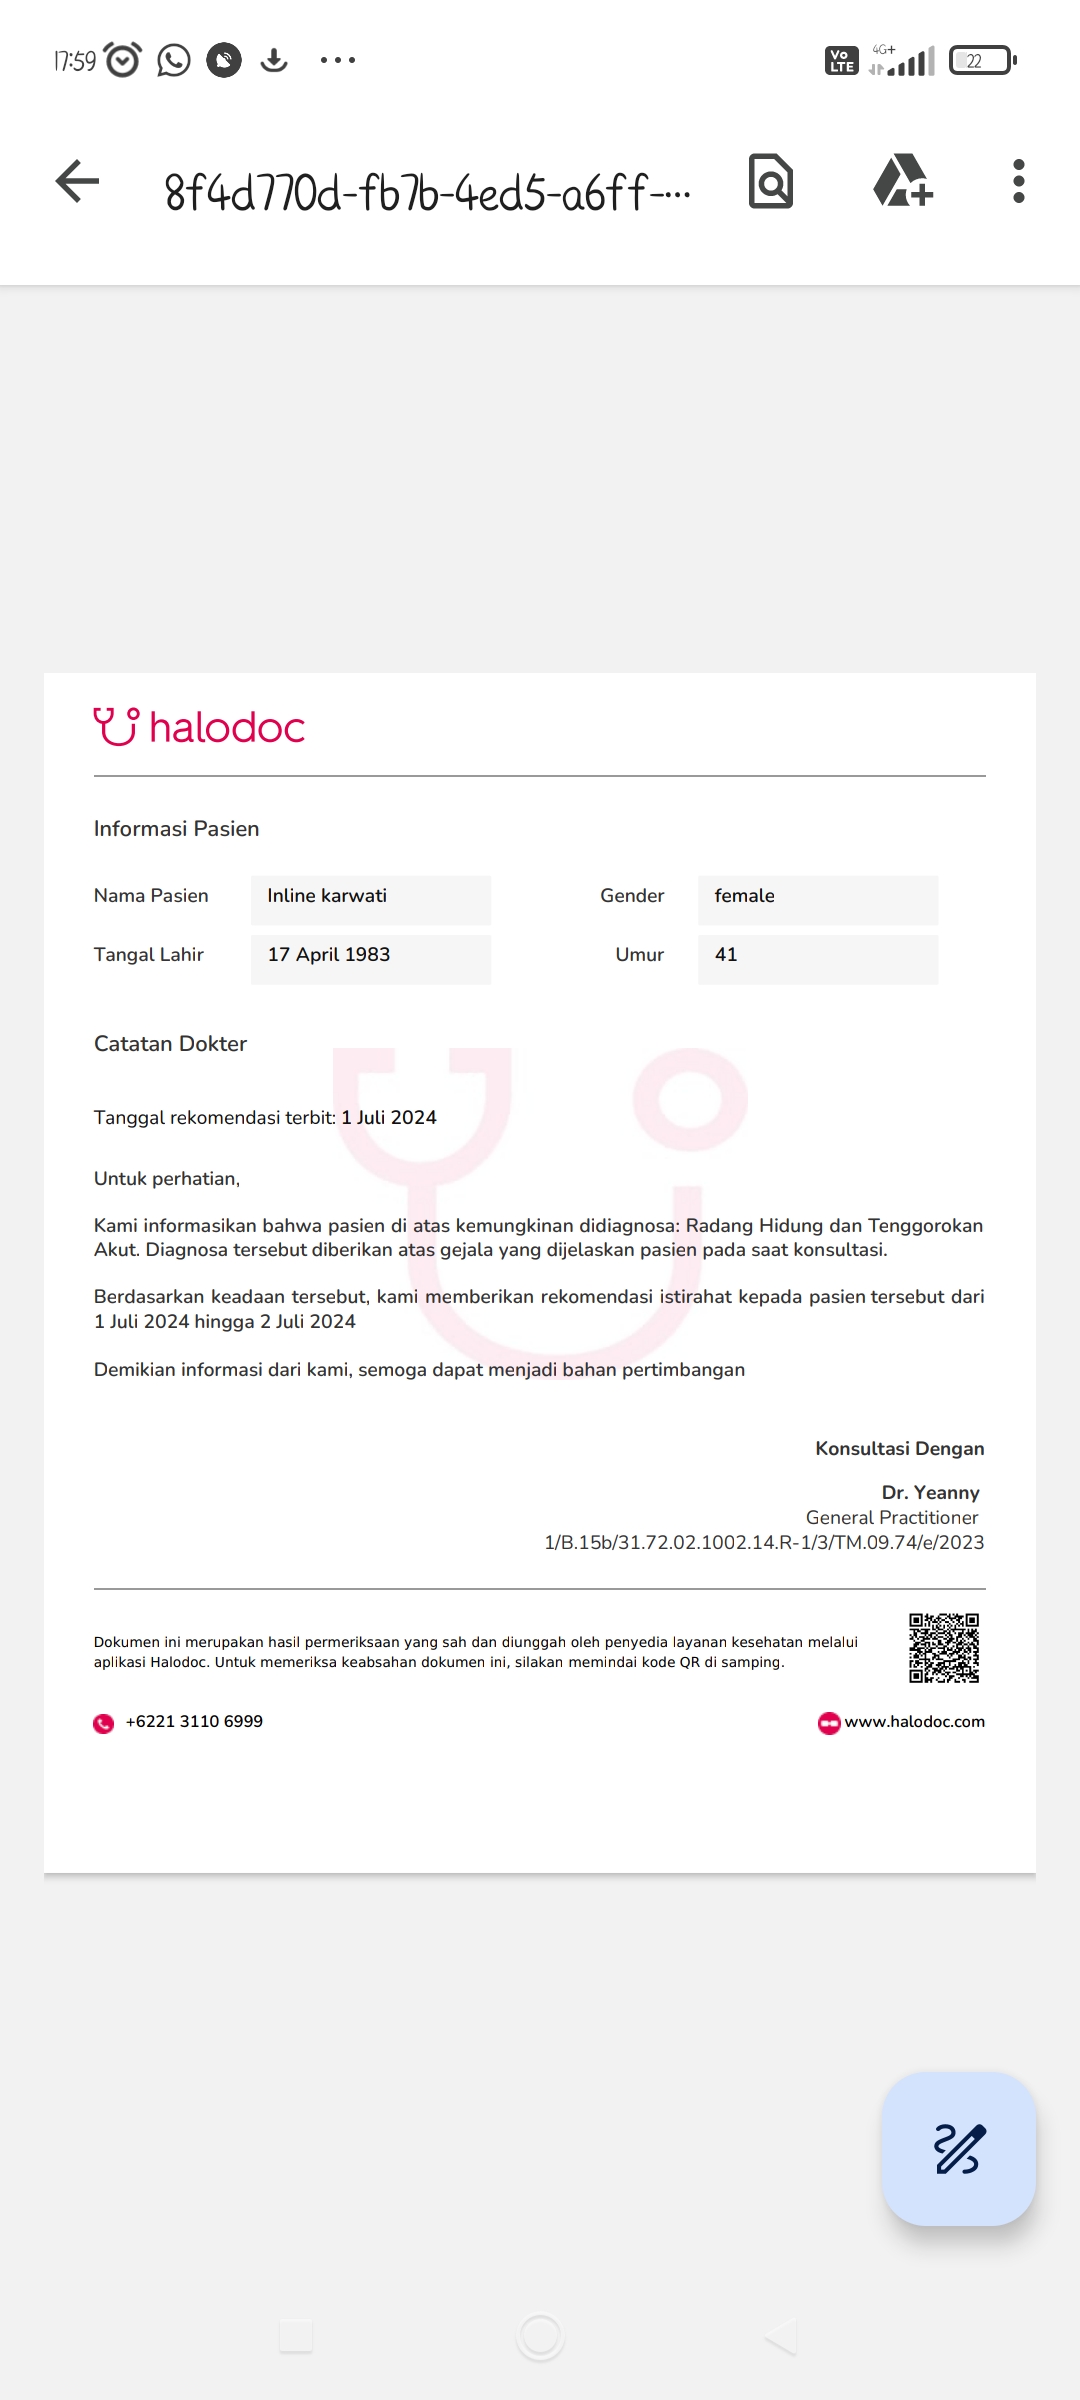 17:59
Vo LTE 4G+ 22
8f4d770d-fb7b-4ed5-a6ff-...
halodoc
Informasi Pasien
Nama Pasien Inline karwati Gender female
Tangal Lahir 17 April 1983 Umur 41
Catatan Dokter
Tanggal rekomendasi terbit: 1 Juli 2024
Untuk perhatian,
Kami informasikan bahwa pasien di atas kemungkinan didiagnosa: Radang Hidung dan Tenggorokan
Akut. Diagnosa tersebut diberikan atas gejala yang dijelaskan pasien pada saat konsultasi.
Berdasarkan keadaan tersebut, kami memberikan rekomendasi istirahat kepada pasien tersebut dari
1 Juli 2024 hingga 2 Juli 2024
Demikian informasi dari kami, semoga dapat menjadi bahan pertimbangan
Konsultasi Dengan
Dr. Yeanny
General Practitioner
1/B.15b/31.72.02.1002.14.R-1/3/TM.09.74/e/2023
Dokumen ini merupakan hasil permeriksaan yang sah dan diunggah oleh penyedia layanan kesehatan melalui
aplikasi Halodoc. Untuk memeriksa keabsahan dokumen ini, silakan memindai kode QR di samping.
+6221 3110 6999 www.halodoc.com